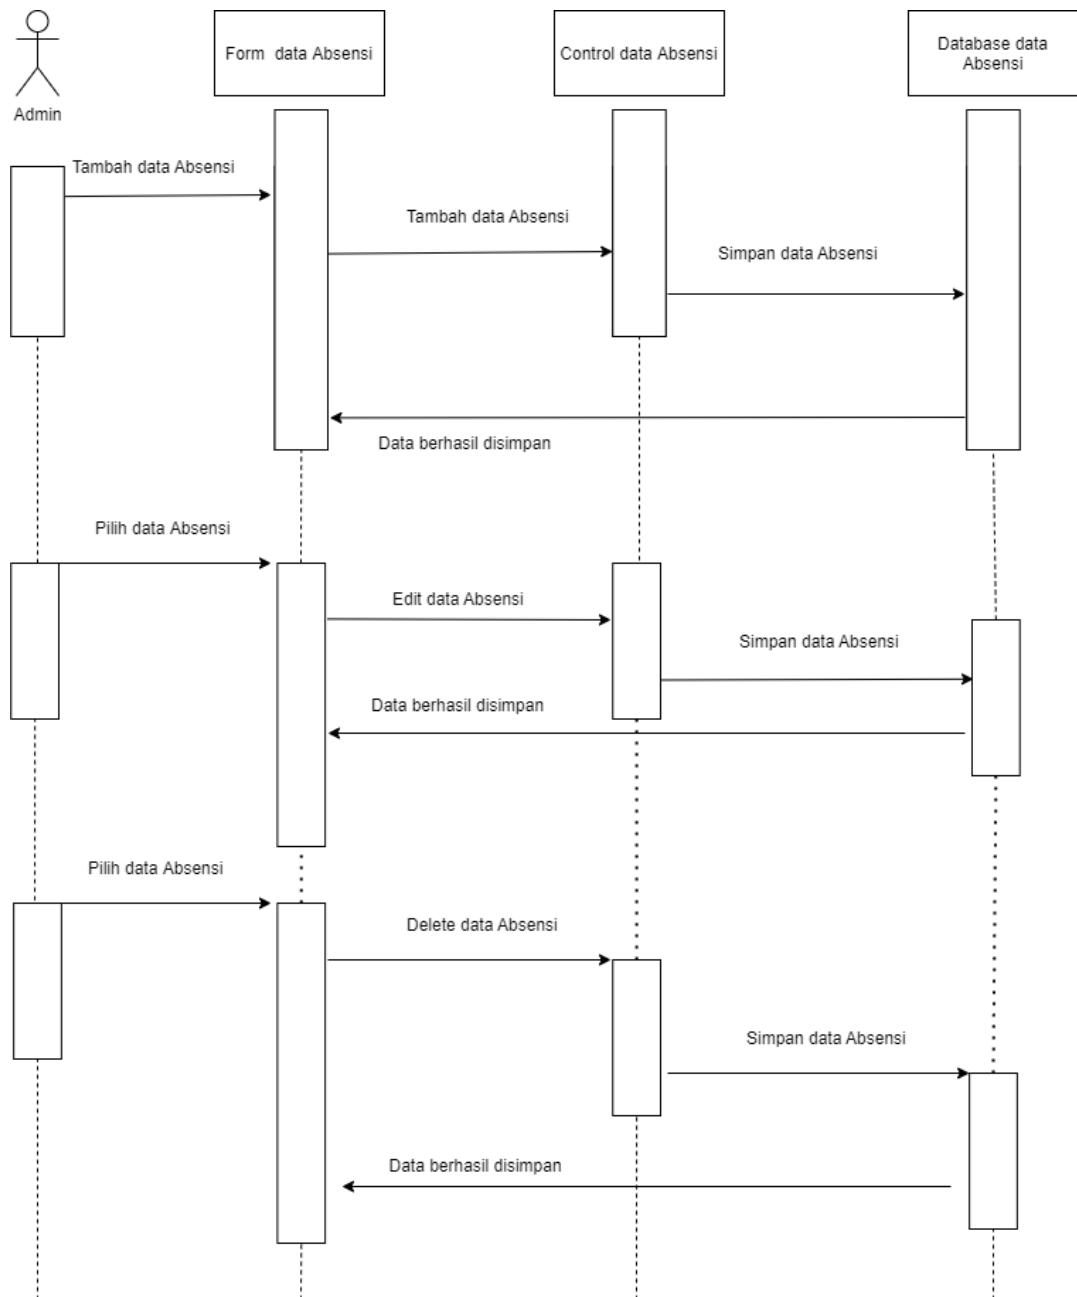 Form data Absensi
Control data Absensi
Database data
Absensi
Admin
Tambah data Absensi
Tambah data Absensi
Simpan data Absensi
Data berhasil disimpan
Pilih data Absensi
Edit data Absensi
Simpan data Absensi
Data berhasil disimpan
Pilih data Absensi
Delete data Absensi
Simpan data Absensi
Data berhasil disimpan